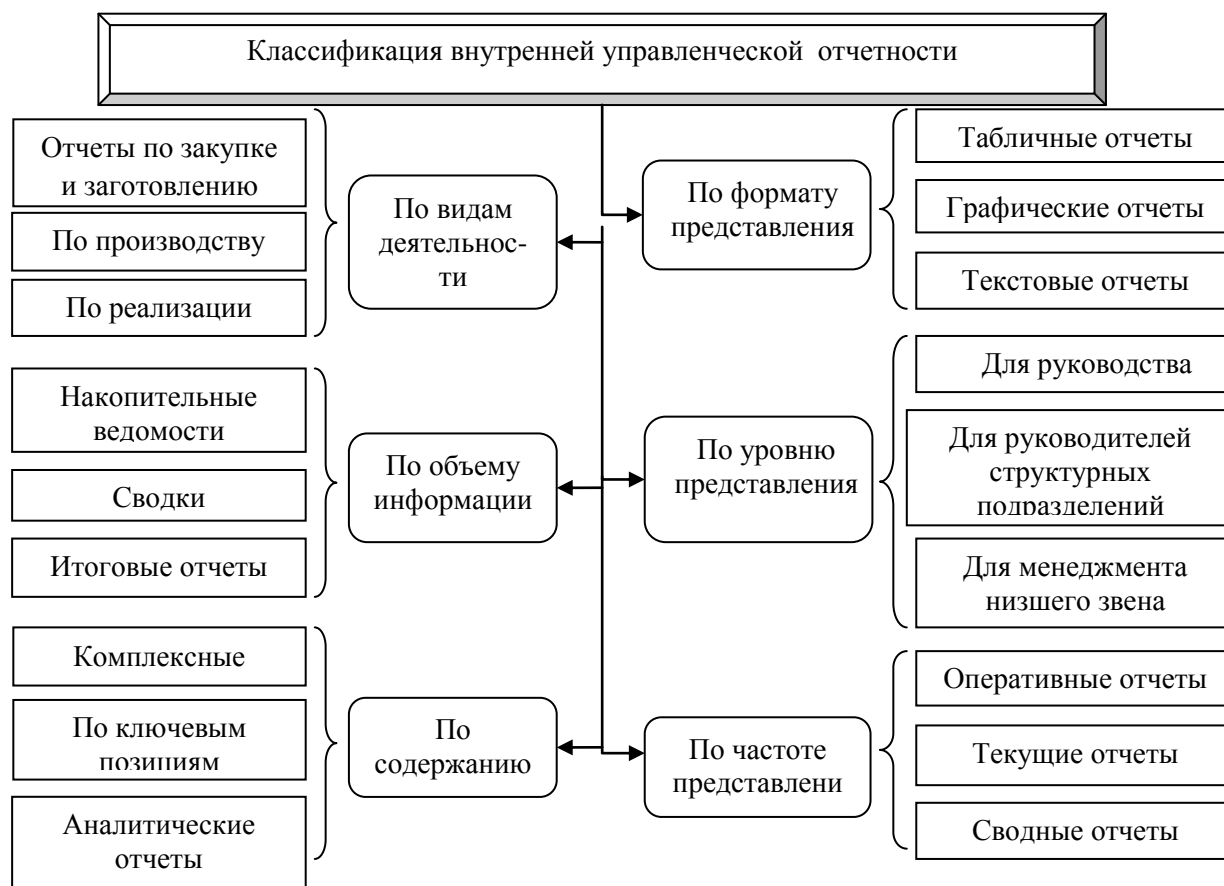 Классификация внутренней управленческой отчетности
Отчеты по закупке
и заготовлению
По производству
По реализации
По видам
деятельнос-
ти
По формату
представления
Табличные отчеты
Графические отчеты
Текстовые отчеты
Накопительные
ведомости
Сводки
Итоговые отчеты
По объему
информации
По уровню
представления
Для руководства
Для руководителей
структурных
подразделений
Для менеджмента
низшего звена
Комплексные
По ключевым
позициям
Аналитические
отчеты
По
содержанию
По частоте
представлени
Оперативные отчеты
Текущие отчеты
Сводные отчеты